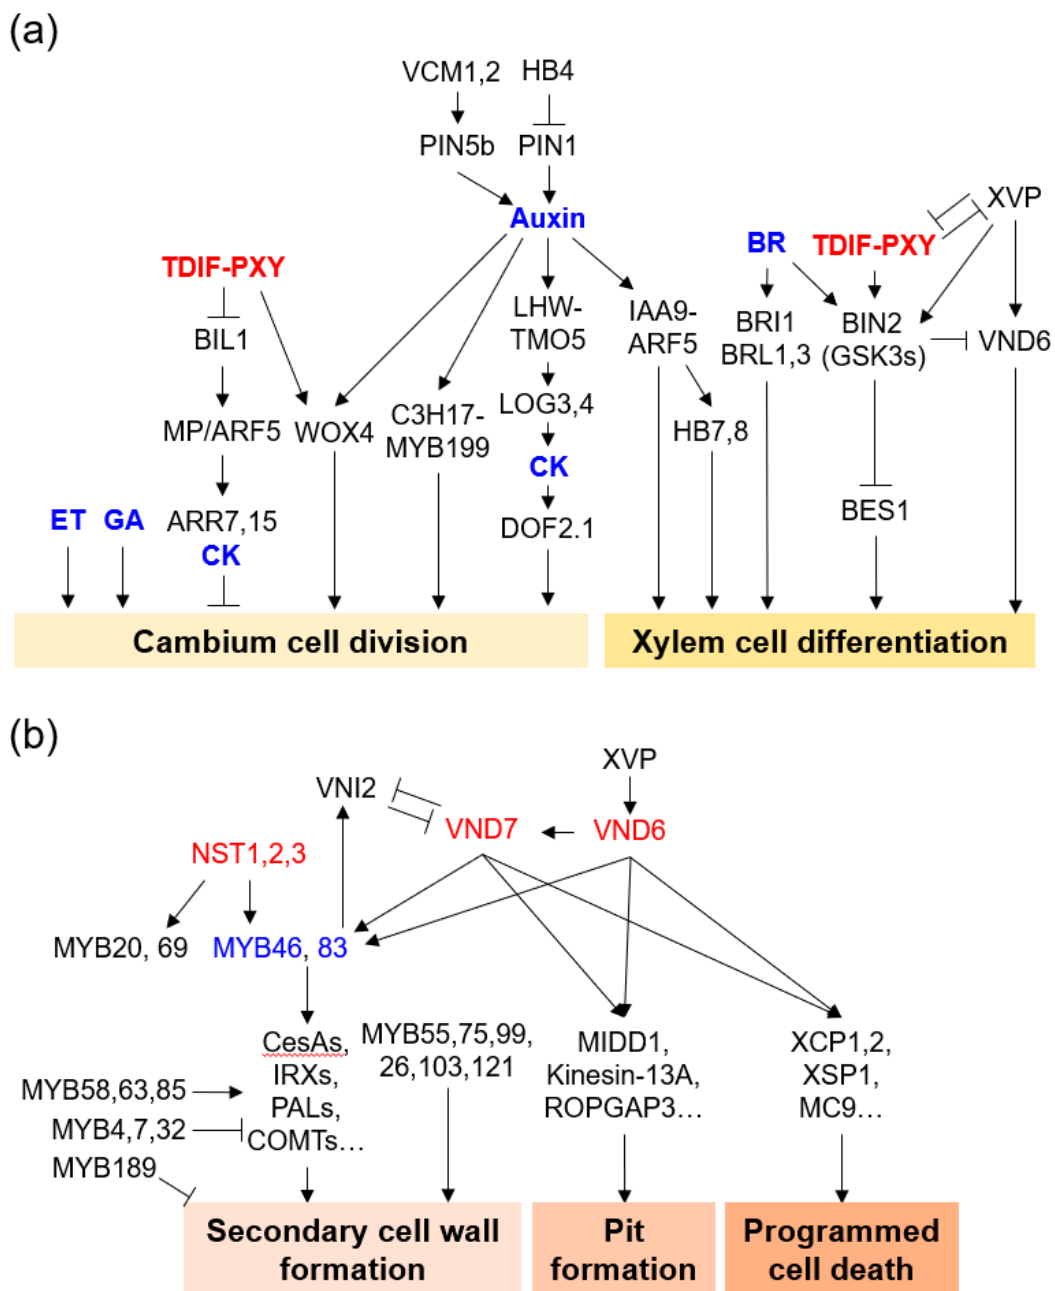 (a)
VCM1,2 HB4
PIN5b PIN1
Auxin
XVP
BR TDIF-PXY
TDIF-PXY
LHW-
TMO5
IAA9-
ARF5
BRI1
BRL1,3
BIN2
(GSK3s)
VND6
BIL1
MP/ARF5 WOX4
C3H17-
MYB199
LOG3,4
HB7,8
CK
ET GA ARR7,15
CK
DOF2.1
BES1
Cambium cell division
Xylem cell differentiation
(b)
XVP
VNI2
VND7 VND6
NST1,2,3
MYB20, 69 MYB46, 83
CesAs,
IRXs,
PALs,
COMTs...
MYB55,75,99,
26,103,121
MIDD1,
Kinesin-13A,
ROPGAP3...
XCP1,2,
XSP1,
MC9...
MYB58,63,85
MYB4,7,32
MYB189
Secondary cell wall
formation
Pit
formation
Programmed
cell death